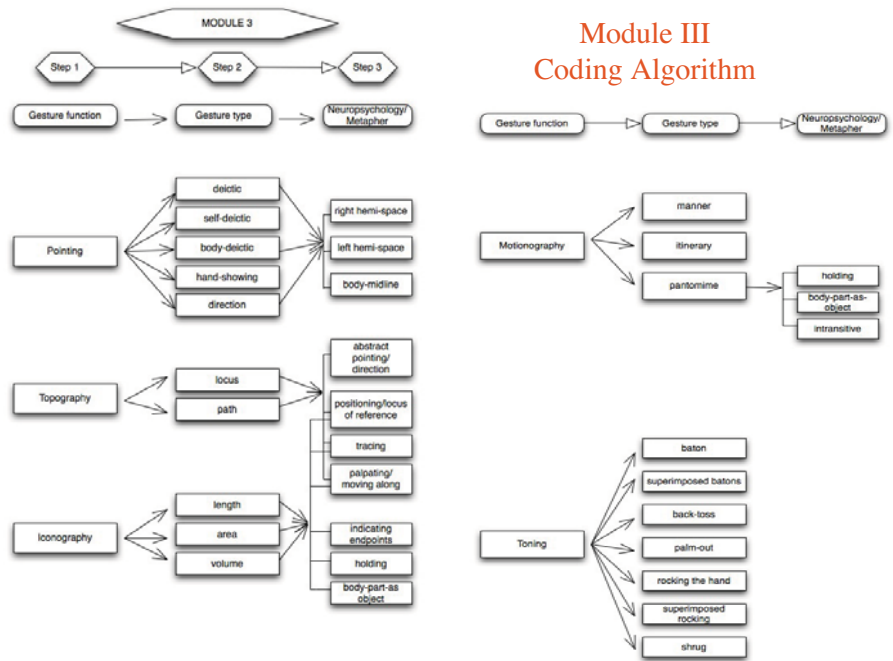 MODULE 3
Step 1
Step 2
Step 3
Gesture function
Gesture type
Neuropsychology/
Metapher
Pointing
deictic
self-deictic
body-deictic
hand-showing
direction
right hemi-space
left hemi-space
body-midline
Topography
locus
path
abstract
pointing/
direction
positioning/locus
of reference
tracing
palpating/
moving along
Iconography
length
area
volume
indicating
endpoints
holding
body-part-as
object
Module III
Coding Algorithm
Gesture function
Gesture type
Neuropsychology/
Metapher
Motionography
manner
itinerary
pantomime
holding
body-part-as-
object
intransitive
Toning
baton
superimposed batons
back-toss
palm-out
rocking the hand
superimposed
rocking
shrug